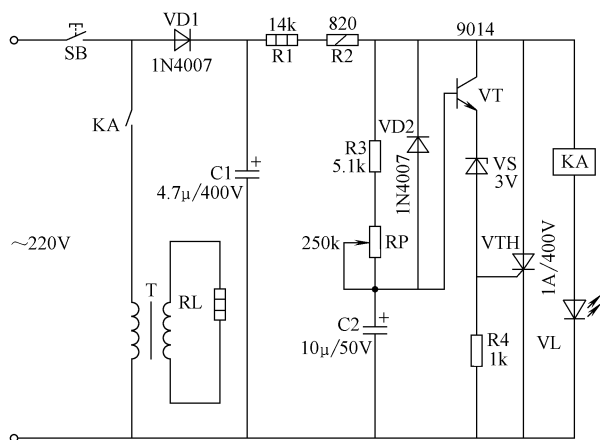 VD1
14k
820
9014
SB
1N4007
R1
R2
KA
VT
VD2
R3
5.1k
1N4007
VS
3V
KA
C1
4.7μ/400V
~220V
250k
RP
VTH
1A/400V
T
RL
C2
10μ/50V
R4
1k
VL